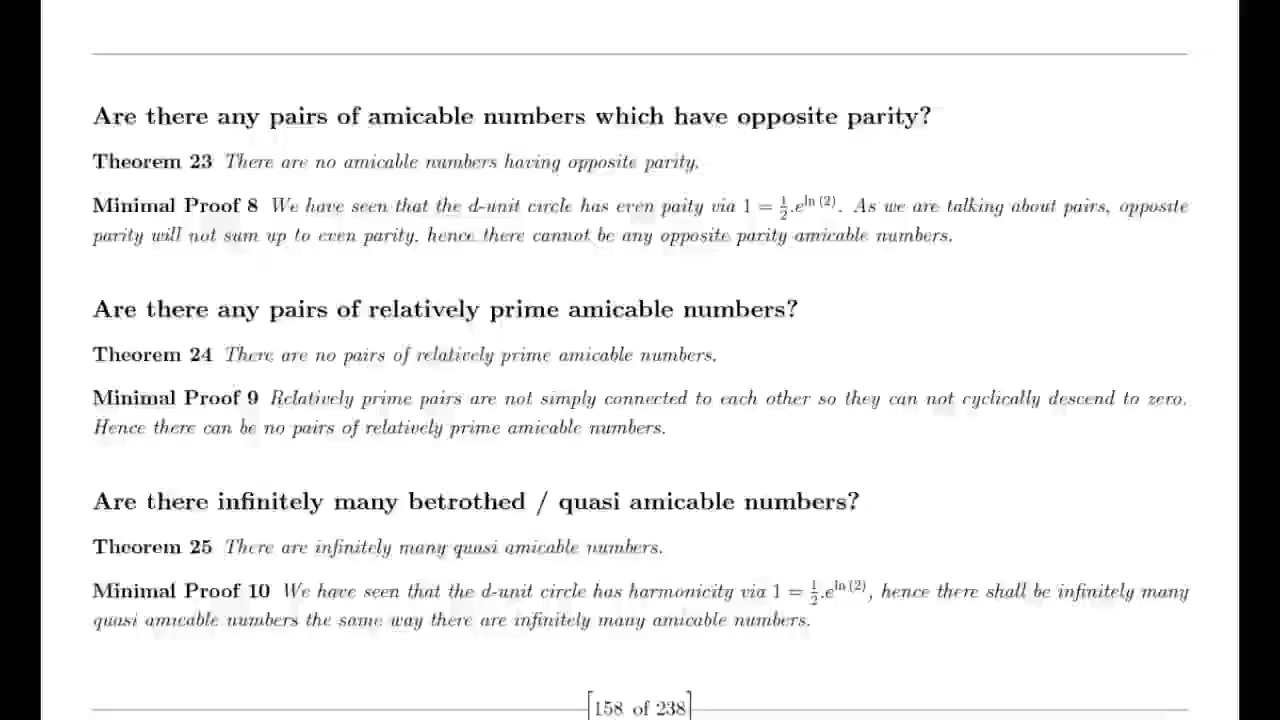 Are there any pairs of amicable numbers which have opposite parity?
Theorem 23 There are no amicable numbers having opposite parity.
Minimal Proof 8 We have seen that the d-unit circle has even paity via 1 = ½.e^{ln (2)}. As we are talking about pairs, opposite
parity will not sum up to even parity. hence there cannot be any opposite parity amicable numbers.
Are there any pairs of relatively prime amicable numbers?
Theorem 24 There are no pairs of relatively prime amicable numbers.
Minimal Proof 9 Relatively prime pairs are not simply connected to each other so they can not cyclically descend to zero.
Hence there can be no pairs of relatively prime amicable numbers.
Are there infinitely many betrothed / quasi amicable numbers?
Theorem 25 There are infinitely many quasi amicable numbers.
Minimal Proof 10 We have seen that the d-unit circle has harmonicity via 1 = ½.e^{ln (2)}, hence there shall be infinitely many
quasi amicable numbers the same way there are infinitely many amicable numbers.
[158 of 238]